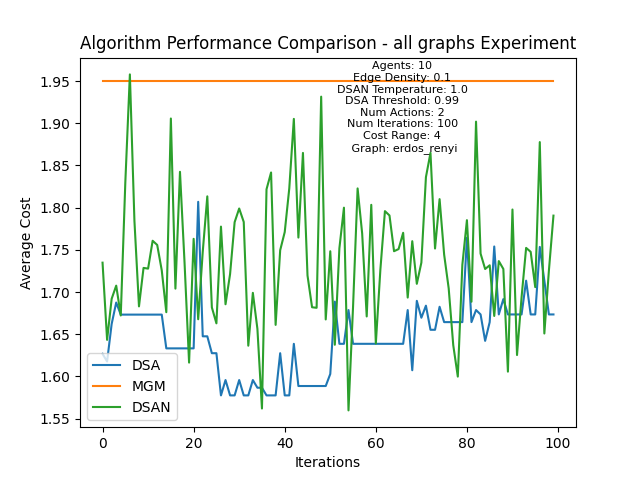 Algorithm Performance Comparison - all graphs Experiment
Agents: 10
Edge Density: 0.1
DSAN Temperature: 1.0
DSA Threshold: 0.99
Num Actions: 2
Num Iterations: 100
Cost Range: 4
Graph: erdos_renyi
Average Cost
1.95
1.90
1.85
1.80
1.75
1.70
1.65
1.60
1.55
DSA
MGM
DSAN
0 20 40 60 80 100
Iterations